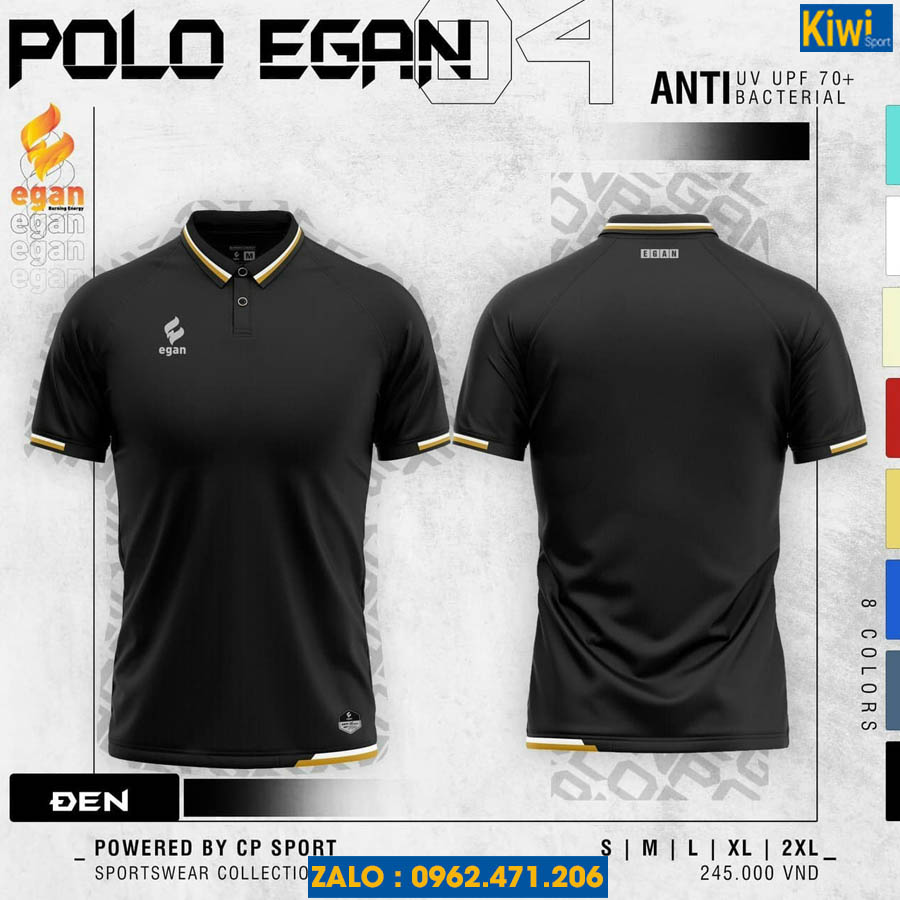 POLO EGAN
04
Kiwi
Sport
ANTI
UV UPF 70+
BACTERIAL
egan
Burning Energy
egan
egan
egan
M
egan
EGAN
8 COLORS
ĐEN
_ POWERED BY CP SPORT
SPORTSWEAR COLLECTION
S | M | L | XL | 2XL _
245.000 VND
ZALO : 0962.471.206